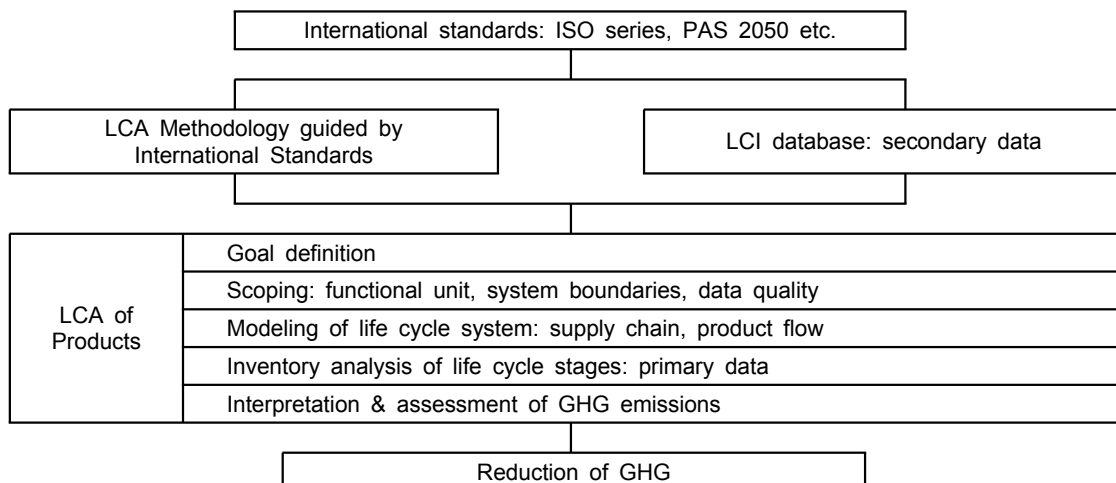 International standards: ISO series, PAS 2050 etc.
LCA Methodology guided by
International Standards
LCI database: secondary data
LCA of
Products
Goal definition
Scoping: functional unit, system boundaries, data quality
Modeling of life cycle system: supply chain, product flow
Inventory analysis of life cycle stages: primary data
Interpretation & assessment of GHG emissions
Reduction of GHG